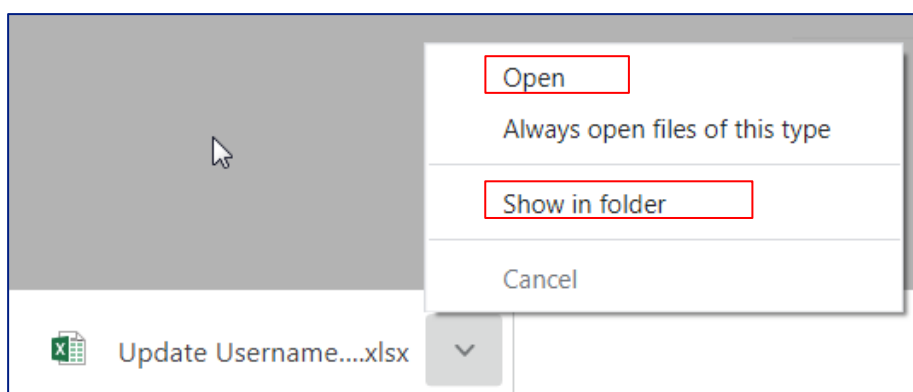 Open
Always open files of this type
Show in folder
Cancel
Update Username....xlsx